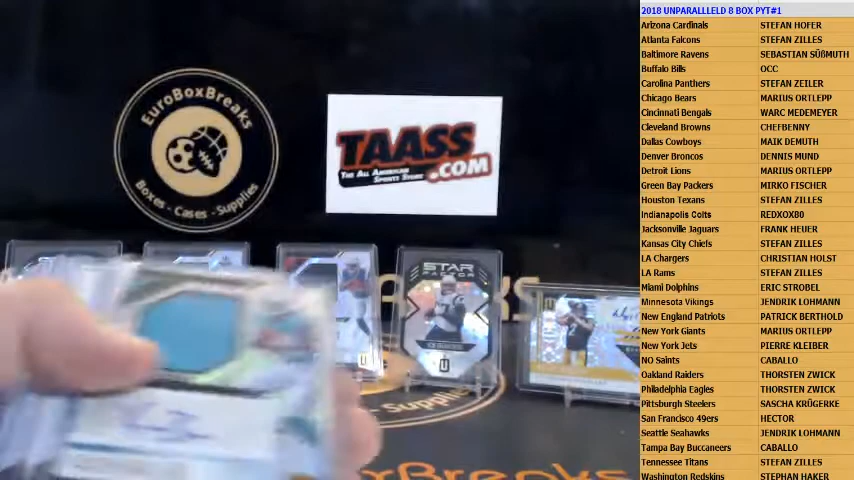 EuroBoxBreaks
Boxes - Cases - Supplies
TAASS
.COM
THE ALL AMERICAN
SPORTS STORE
STAR
FACTOR
U
2018 UNPARALLLELD 8 BOX PYT#1
Arizona Cardinals STEFAN HOFER
Atlanta Falcons STEFAN ZILLES
Baltimore Ravens SEBASTIAN SÜßMUTH
Buffalo Bills OCC
Carolina Panthers STEFAN ZEILER
Chicago Bears MARIUS ORTLEPP
Cincinnati Bengals WARC MEDEMEYER
Cleveland Browns CHEFBENNY
Dallas Cowboys MAIK DEMUTH
Denver Broncos DENNIS MUND
Detroit Lions MARIUS ORTLEPP
Green Bay Packers MIRKO FISCHER
Houston Texans STEFAN ZILLES
Indianapolis Colts REDXOX80
Jacksonville Jaguars FRANK HEUER
Kansas City Chiefs STEFAN ZILLES
LA Chargers CHRISTIAN HOLST
LA Rams STEFAN ZILLES
Miami Dolphins ERIC STROBEL
Minnesota Vikings JENDRIK LOHMANN
New England Patriots PATRICK BERTHOLD
New York Giants MARIUS ORTLEPP
New York Jets PIERRE KLEIBER
NO Saints CABALLO
Oakland Raiders THORSTEN ZWICK
Philadelphia Eagles THORSTEN ZWICK
Pittsburgh Steelers SASCHA KRÜGERKE
San Francisco 49ers HECTOR
Seattle Seahawks JENDRIK LOHMANN
Tampa Bay Buccaneers CABALLO
Tennessee Titans STEFAN ZILLES
Washington Redskins STEPHAN HAKER